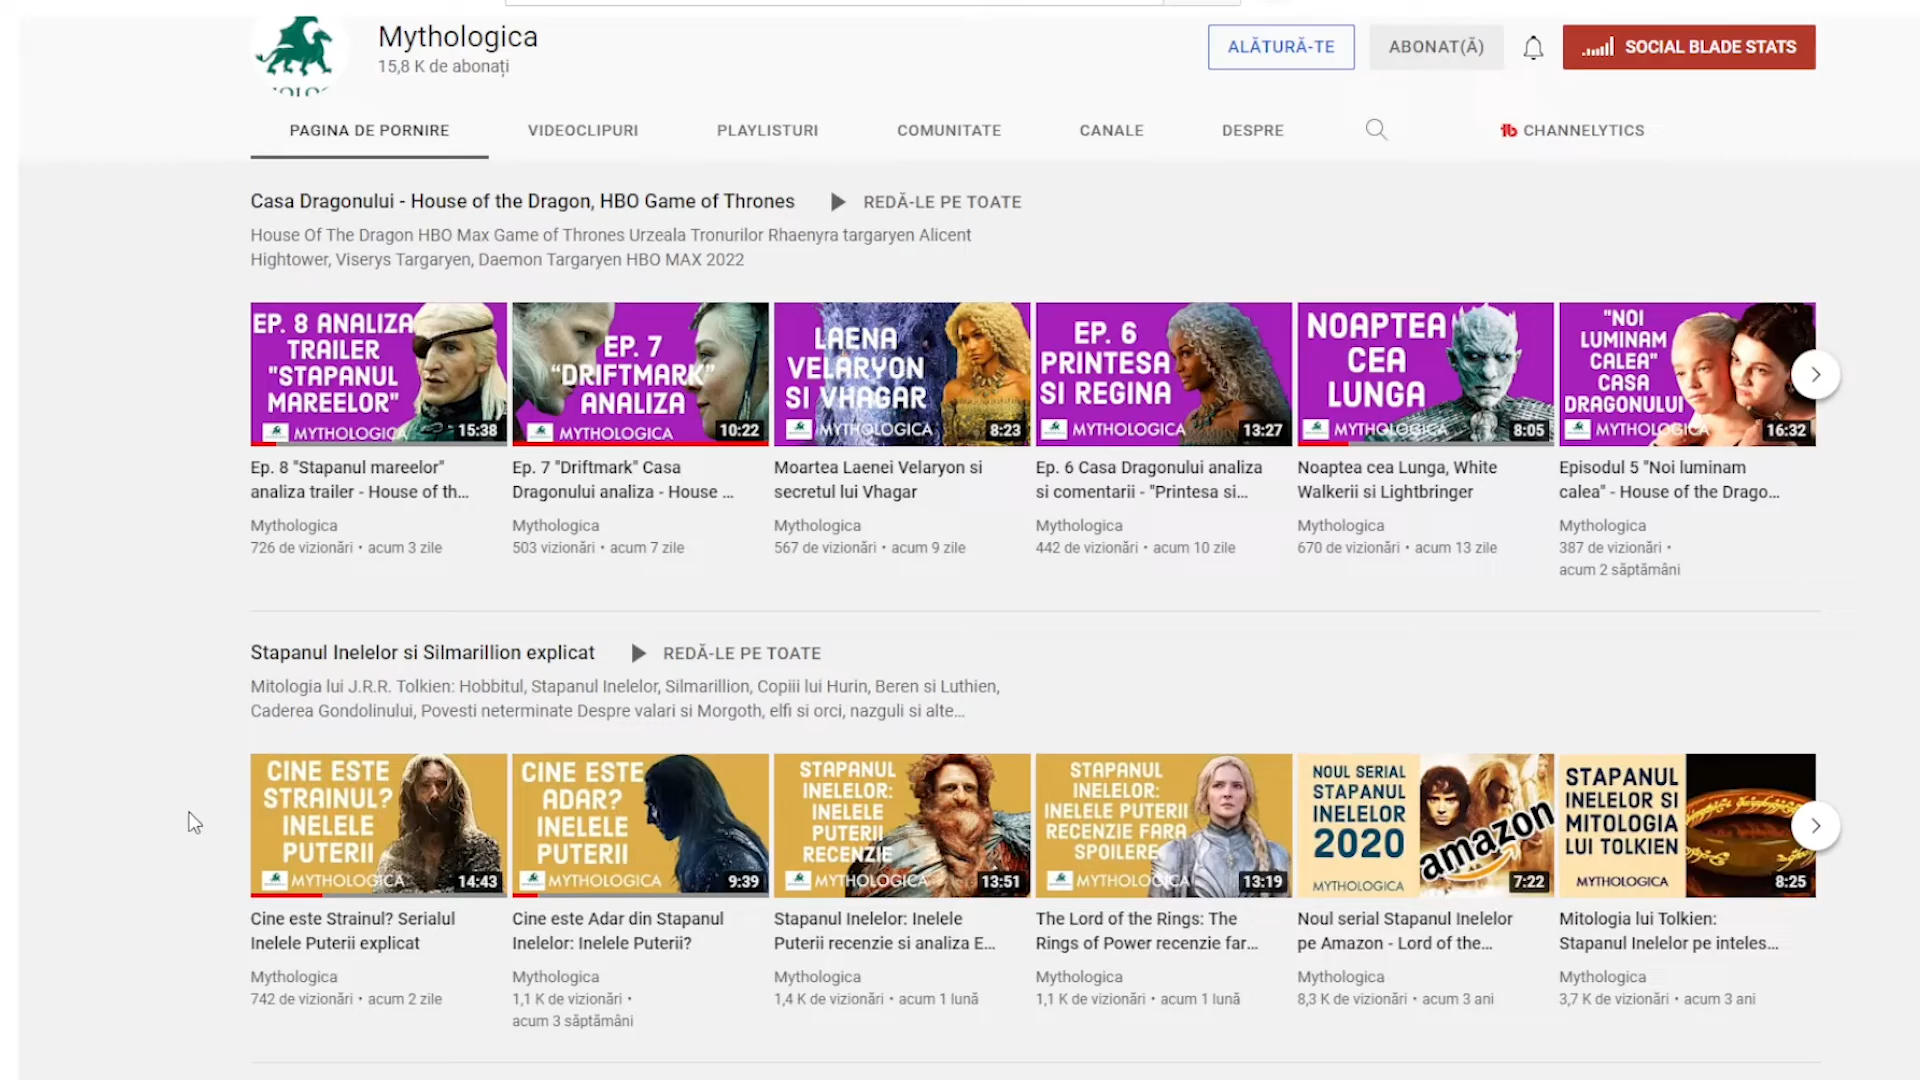 Mythologica
15,8 K de abonați
ALĂTURĂ-TE
ABONAT(Ă)
SOCIAL BLADE STATS
PAGINA DE PORNIRE
VIDEOCLIPURI
PLAYLISTURI
COMUNITATE
CANALE
DESPRE
CHANNELYTICS
Casa Dragonului - House of the Dragon, HBO Game of Thrones
REDĂ-LE PE TOATE
House Of The Dragon HBO Max Game of Thrones Urzeala Tronurilor Rhaenyra targaryen Alicent
Hightower, Viserys Targaryen, Daemon Targaryen HBO MAX 2022
EP. 8 ANALIZA
TRAILER
"STAPANUL
MAREELOR"
MYTHOLOGICA
15:38
EP. 7
"DRIFTMARK"
ANALIZA
MYTHOLOGICA
10:22
LAENA
VELARYON
SI VHAGAR
MYTHOLOGICA
8:23
EP. 6
PRINTESA
SI REGINA
MYTHOLOGICA
13:27
NOAPTEA
CEA
LUNGA
MYTHOLOGICA
8:05
"NOI
LUMINAM
CALEA"
CASA
DRAGONULUI
MYTHOLOGICA
16:32
Ep. 8 "Stapanul mareelor"
analiza trailer - House of th...
Mythologica
726 de vizionări • acum 3 zile
Ep. 7 "Driftmark" Casa
Dragonului analiza - House ...
Mythologica
503 vizionări • acum 7 zile
Moartea Laenei Velaryon si
secretul lui Vhagar
Mythologica
567 de vizionări • acum 9 zile
Ep. 6 Casa Dragonului analiza
si comentarii - "Printesa si...
Mythologica
442 de vizionări • acum 10 zile
Noaptea cea Lunga, White
Walkerii si Lightbringer
Mythologica
670 de vizionări • acum 13 zile
Episodul 5 "Noi luminam
calea" - House of the Drago...
Mythologica
387 de vizionări •
acum 2 săptămâni
Stapanul Inelelor si Silmarillion explicat
REDĂ-LE PE TOATE
Mitologia lui J.R.R. Tolkien: Hobbitul, Stapanul Inelelor, Silmarillion, Copiii lui Hurin, Beren si Luthien,
Caderea Gondolinului, Povesti neterminate Despre valari si Morgoth, elfi si orci, nazguli si alte...
CINE ESTE
STRAINUL?
INELELE
PUTERII
MYTHOLOGICA
14:43
CINE ESTE
ADAR?
INELELE
PUTERII
MYTHOLOGICA
9:39
STAPANUL
INELELOR:
INELELE
PUTERII
RECENZIE
MYTHOLOGICA
13:51
STAPANUL
INELELOR:
INELELE PUTERII
RECENZIE FARA
SPOILERE
MYTHOLOGICA
13:19
NOUL SERIAL
STAPANUL
INELELOR
2020
amazon
MYTHOLOGICA
7:22
STAPANUL
INELELOR SI
MITOLOGIA
LUI TOLKIEN
MYTHOLOGICA
8:25
Cine este Strainul? Serialul
Inelele Puterii explicat
Mythologica
742 de vizionări • acum 2 zile
Cine este Adar din Stapanul
Inelelor: Inelele Puterii?
Mythologica
1,1 K de vizionări •
acum 3 săptămâni
Stapanul Inelelor: Inelele
Puterii recenzie si analiza E...
Mythologica
1,4 K de vizionări • acum 1 lună
The Lord of the Rings: The
Rings of Power recenzie far...
Mythologica
1,1 K de vizionări • acum 1 lună
Noul serial Stapanul Inelelor
pe Amazon - Lord of the...
Mythologica
8,3 K de vizionări • acum 3 ani
Mitologia lui Tolkien:
Stapanul Inelelor pe inteles...
Mythologica
3,7 K de vizionări • acum 3 ani